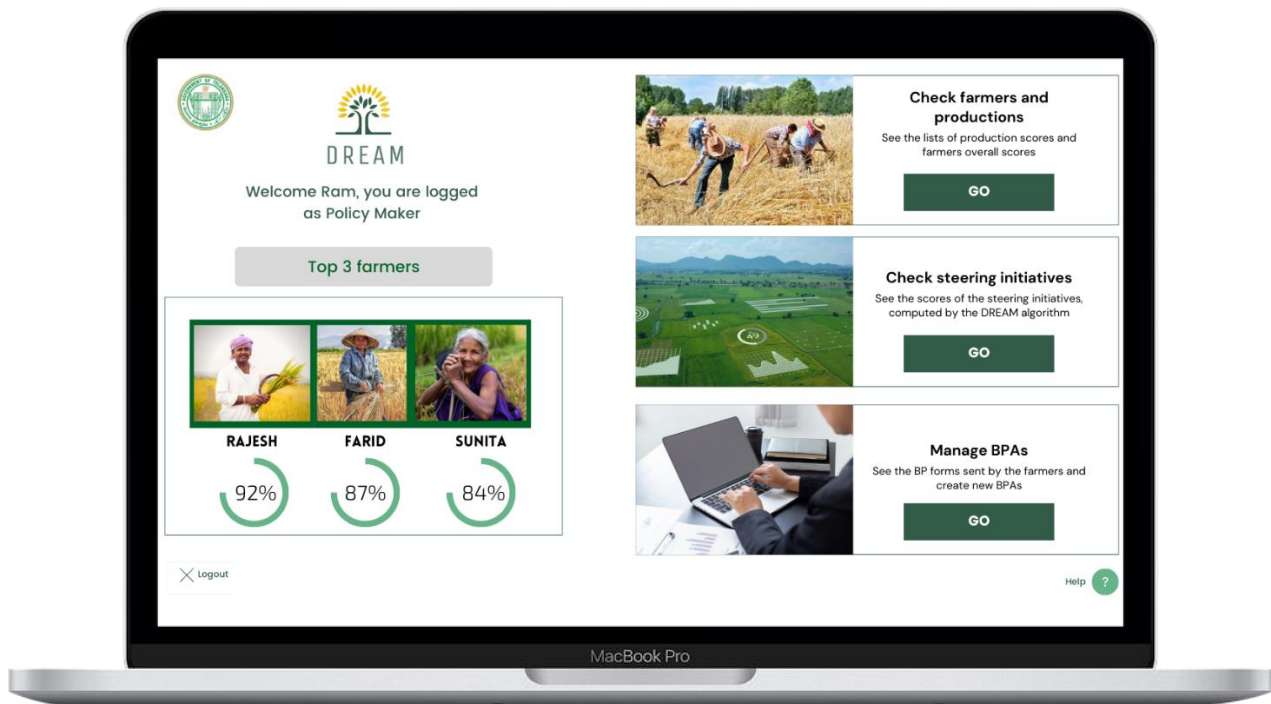 GOVERNMENT OF TELANGANA
DREAM
Welcome Ram, you are logged
as Policy Maker
Top 3 farmers
RAJESH
FARID
SUNITA
92%
87%
84%
Logout
Check farmers and
productions
See the lists of production scores and
farmers overall scores
GO
Check steering initiatives
See the scores of the steering initiatives,
computed by the DREAM algorithm
GO
Manage BPAs
See the BP forms sent by the farmers and
create new BPAs
GO
Help
?
MacBook Pro